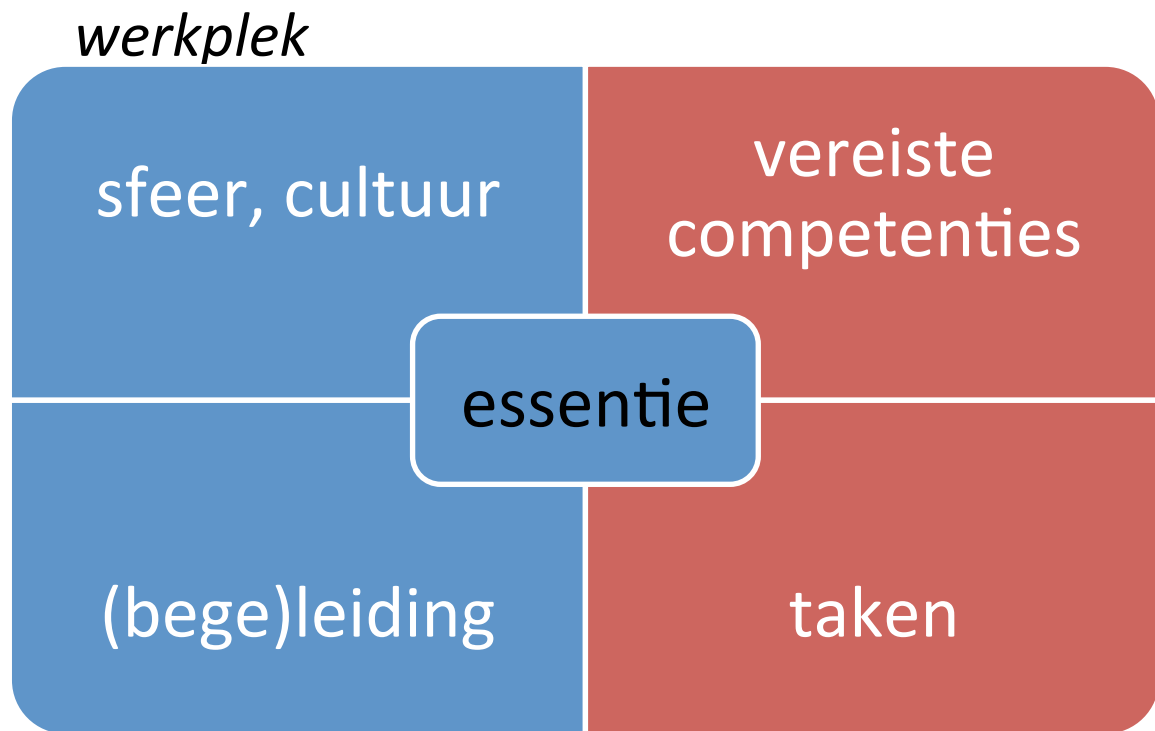 werkplek
sfeer, cultuur
vereiste
competenties
essentie
(bege)leiding
taken